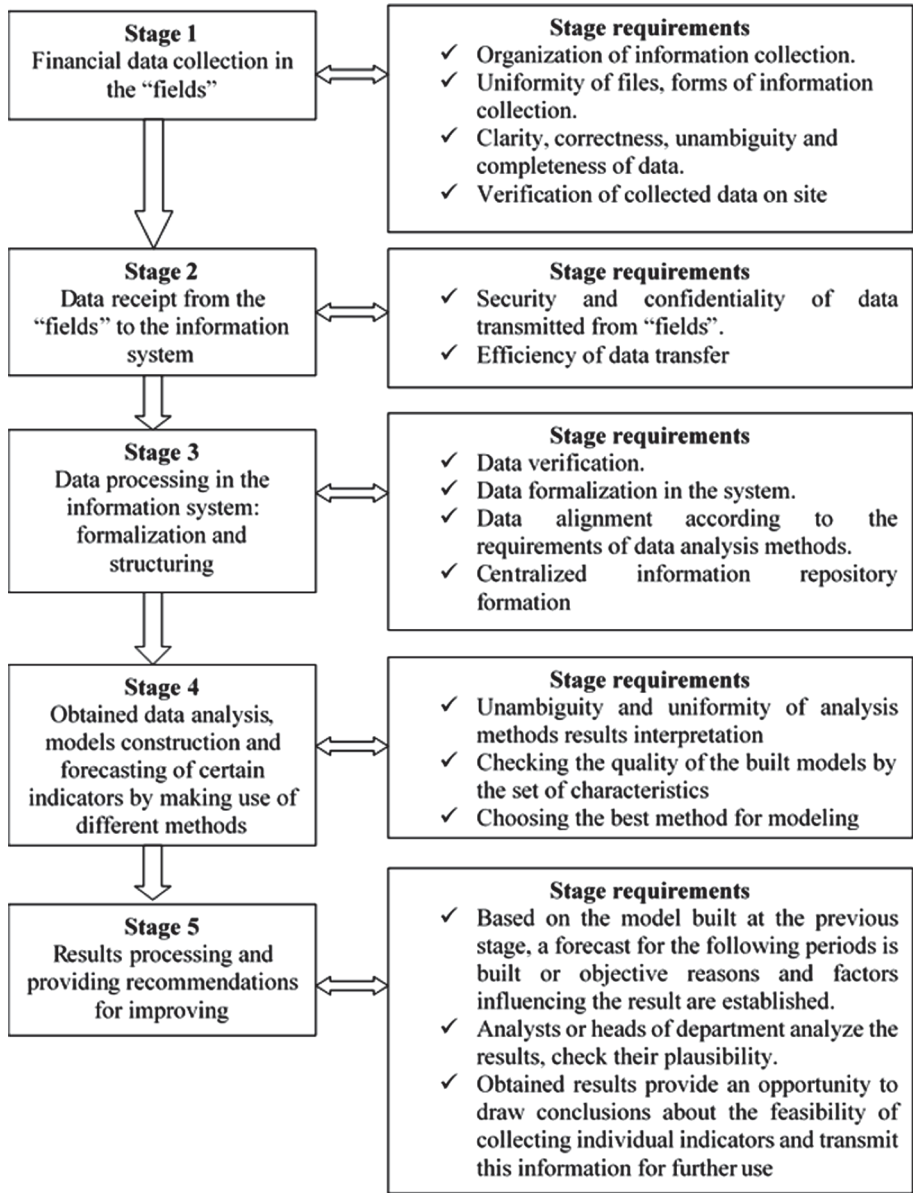 Stage 1
Financial data collection in
the “fields”
Stage requirements
✓ Organization of information collection.
✓ Uniformity of files, forms of information
collection.
✓ Clarity, correctness, unambiguity and
completeness of data.
✓ Verification of collected data on site
Stage 2
Data receipt from the
“fields” to the information
system
Stage requirements
✓ Security and confidentiality of data
transmitted from “fields”.
✓ Efficiency of data transfer
Stage 3
Data processing in the
information system:
formalization and
structuring
Stage requirements
✓ Data verification.
✓ Data formalization in the system.
✓ Data alignment according to the
requirements of data analysis methods.
✓ Centralized information repository
formation
Stage 4
Obtained data analysis,
models construction and
forecasting of certain
indicators by making use of
different methods
Stage requirements
✓ Unambiguity and uniformity of analysis
methods results interpretation
✓ Checking the quality of the built models by
the set of characteristics
✓ Choosing the best method for modeling
Stage 5
Results processing and
providing recommendations
for improving
Stage requirements
✓ Based on the model built at the previous
stage, a forecast for the following periods is
built or objective reasons and factors
influencing the result are established.
✓ Analysts or heads of department analyze the
results, check their plausibility.
✓ Obtained results provide an opportunity to
draw conclusions about the feasibility of
collecting individual indicators and transmit
this information for further use